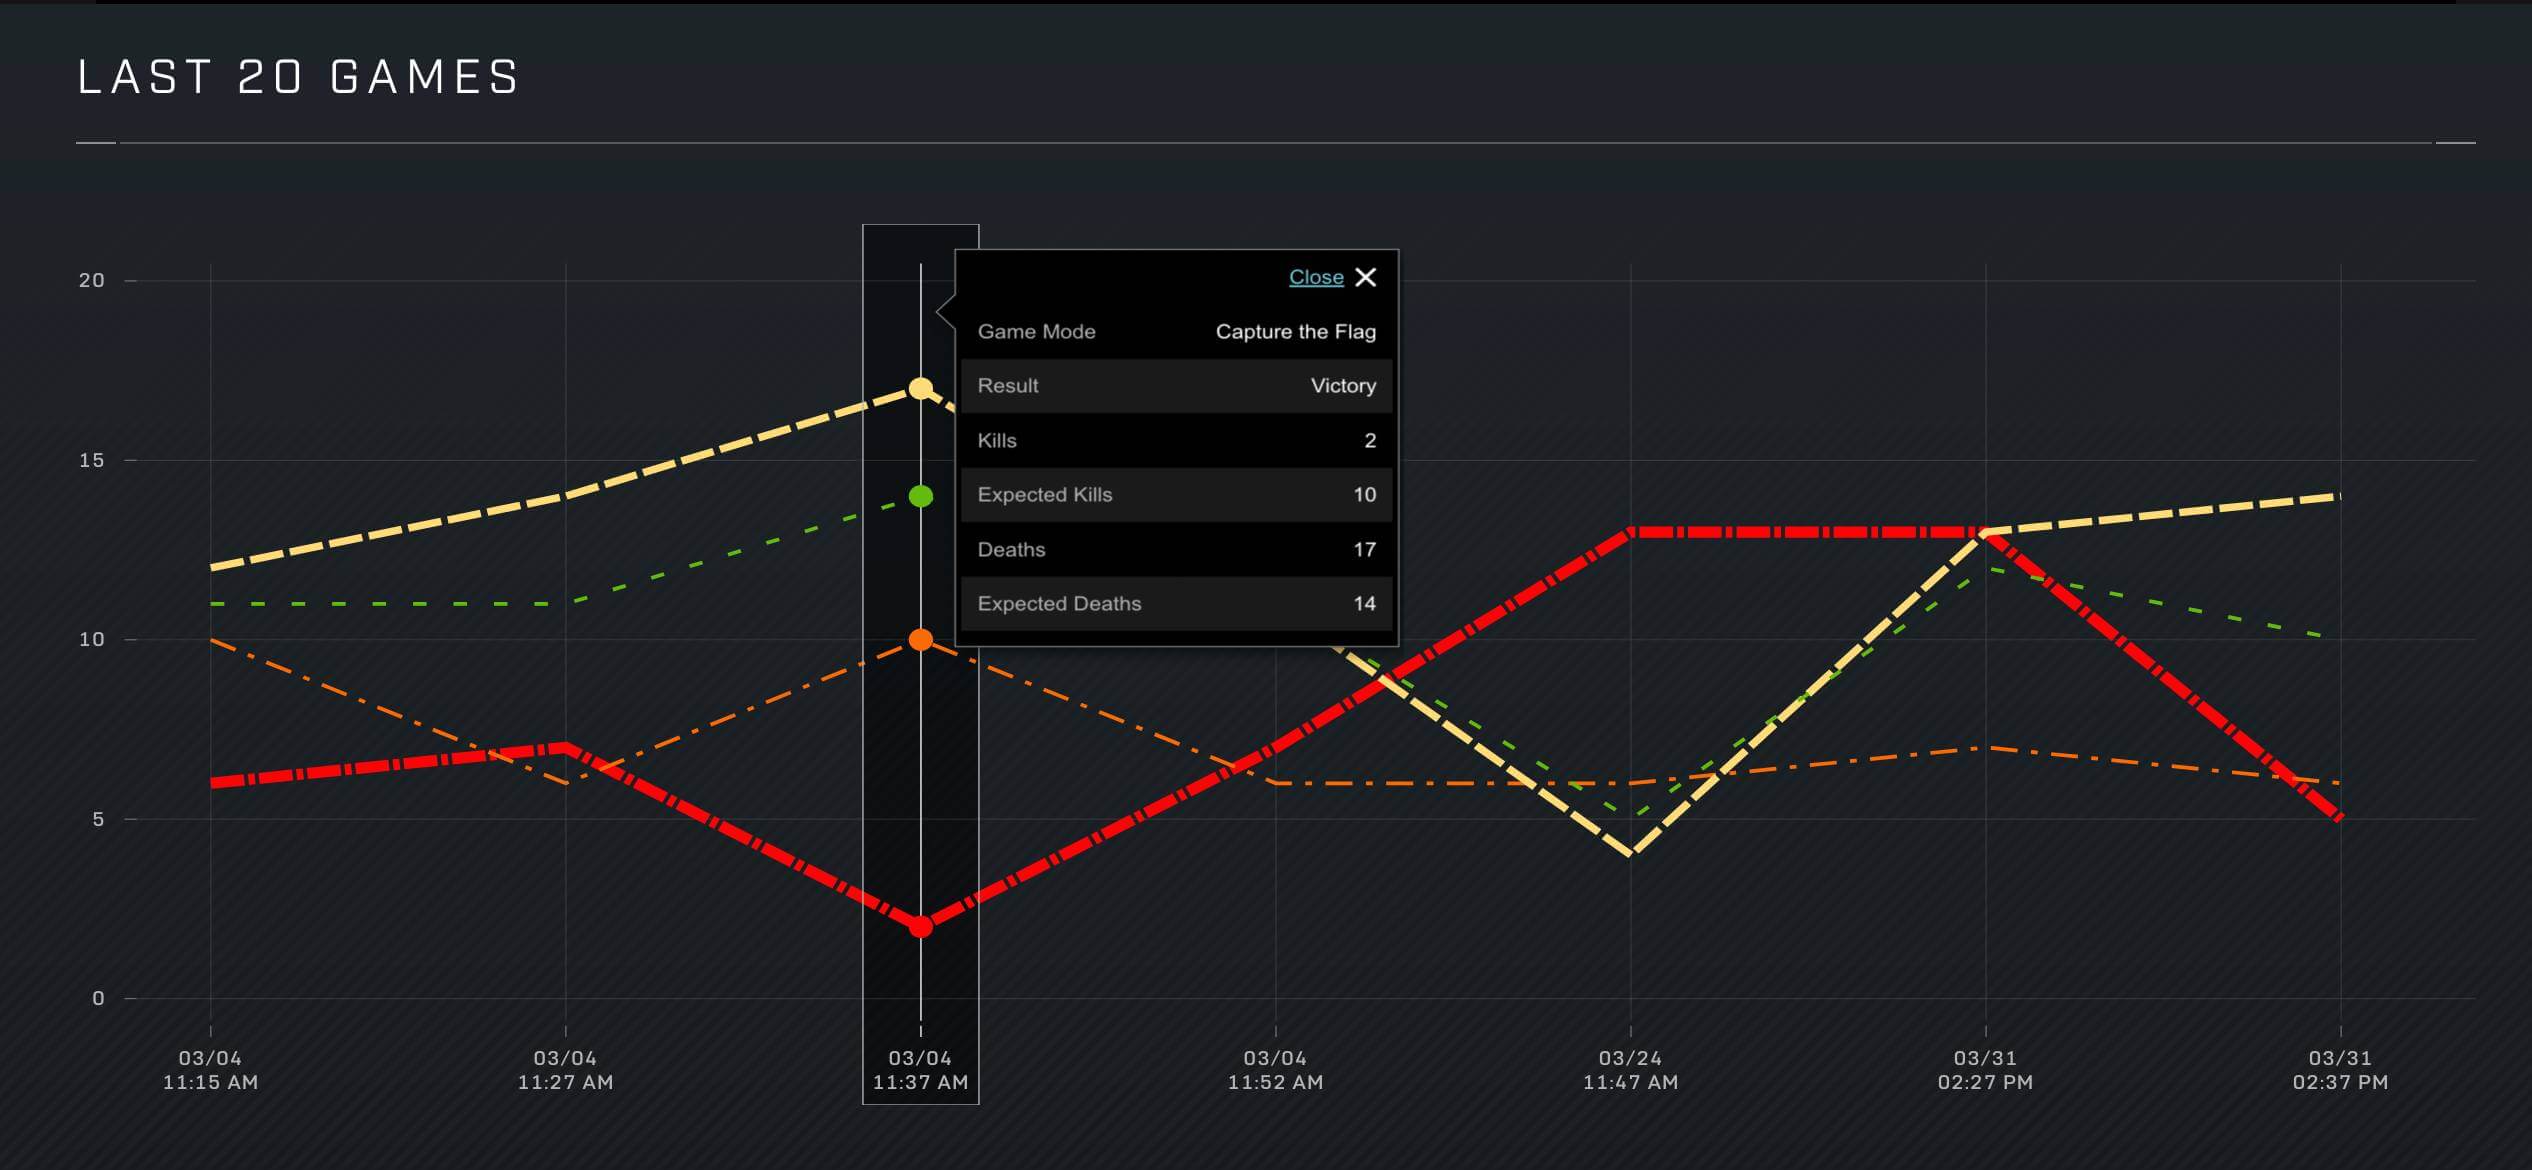 LAST 20 GAMES
20
15
10
5
0
Close
Game Mode Capture the Flag
Result Victory
Kills 2
Expected Kills 10
Deaths 17
Expected Deaths 14
03/04 03/04 03/04 03/04 03/24 03/31 03/31
11:15 AM 11:27 AM 11:37 AM 11:52 AM 11:47 AM 02:27 PM 02:37 PM